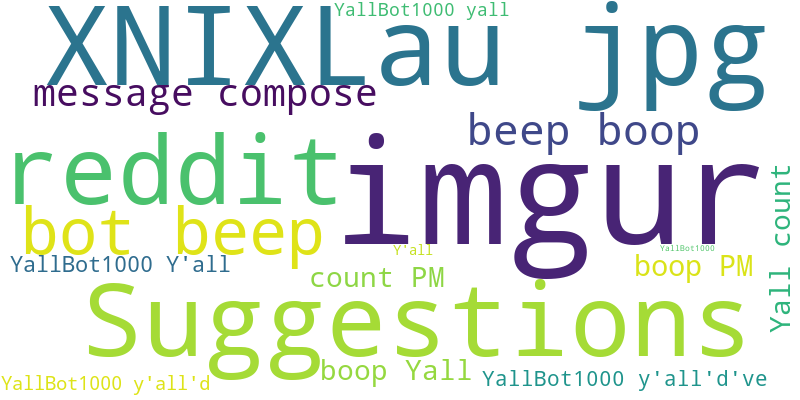 YallBot1000 yall
XNIXLau jpg
message compose
beep boop
reddit
imgur
Yall count
bot beep
Y'all
YallBot1000
YallBot1000 Y'all
count PM
boop PM
Suggestions
boop Yall
YallBot1000 y'all'd
YallBot1000 y'all'd've